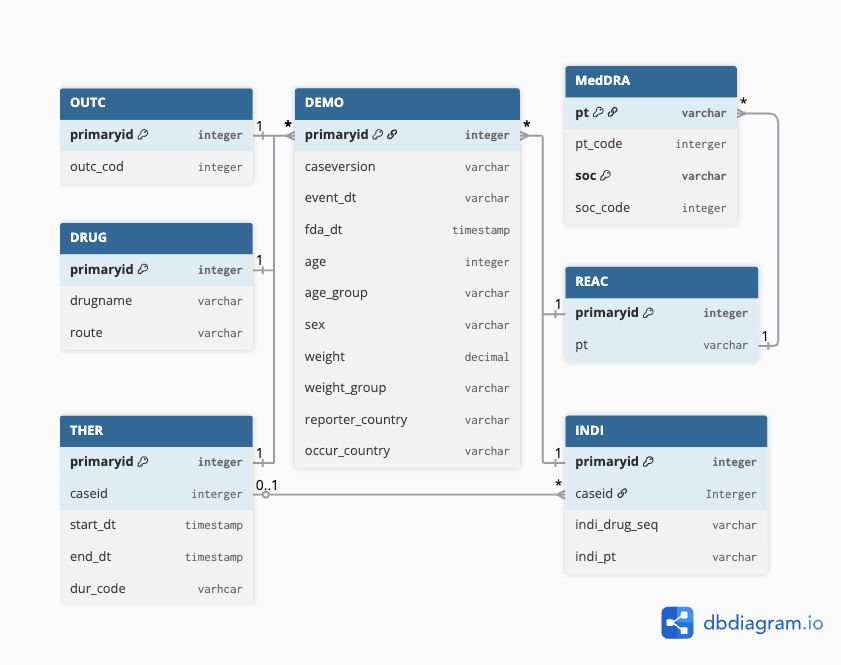 OUTC
primaryid integer
outc_cod integer
1
*
DRUG
primaryid integer
drugname varchar
route varchar
1
THER
primaryid integer
caseid interger
start_dt timestamp
end_dt timestamp
dur_code varhcar
1
0..1
DEMO
primaryid integer
caseversion varchar
event_dt varchar
fda_dt timestamp
age integer
age_group varchar
sex varchar
weight decimal
weight_group varchar
reporter_country varchar
occur_country varchar
*
MedDRA
pt varchar
pt_code interger
soc varchar
soc_code integer
*
REAC
primaryid integer
pt varchar
1
1
INDI
primaryid integer
caseid Interger
indi_drug_seq varchar
indi_pt varchar
1
*
dbdiagram.io